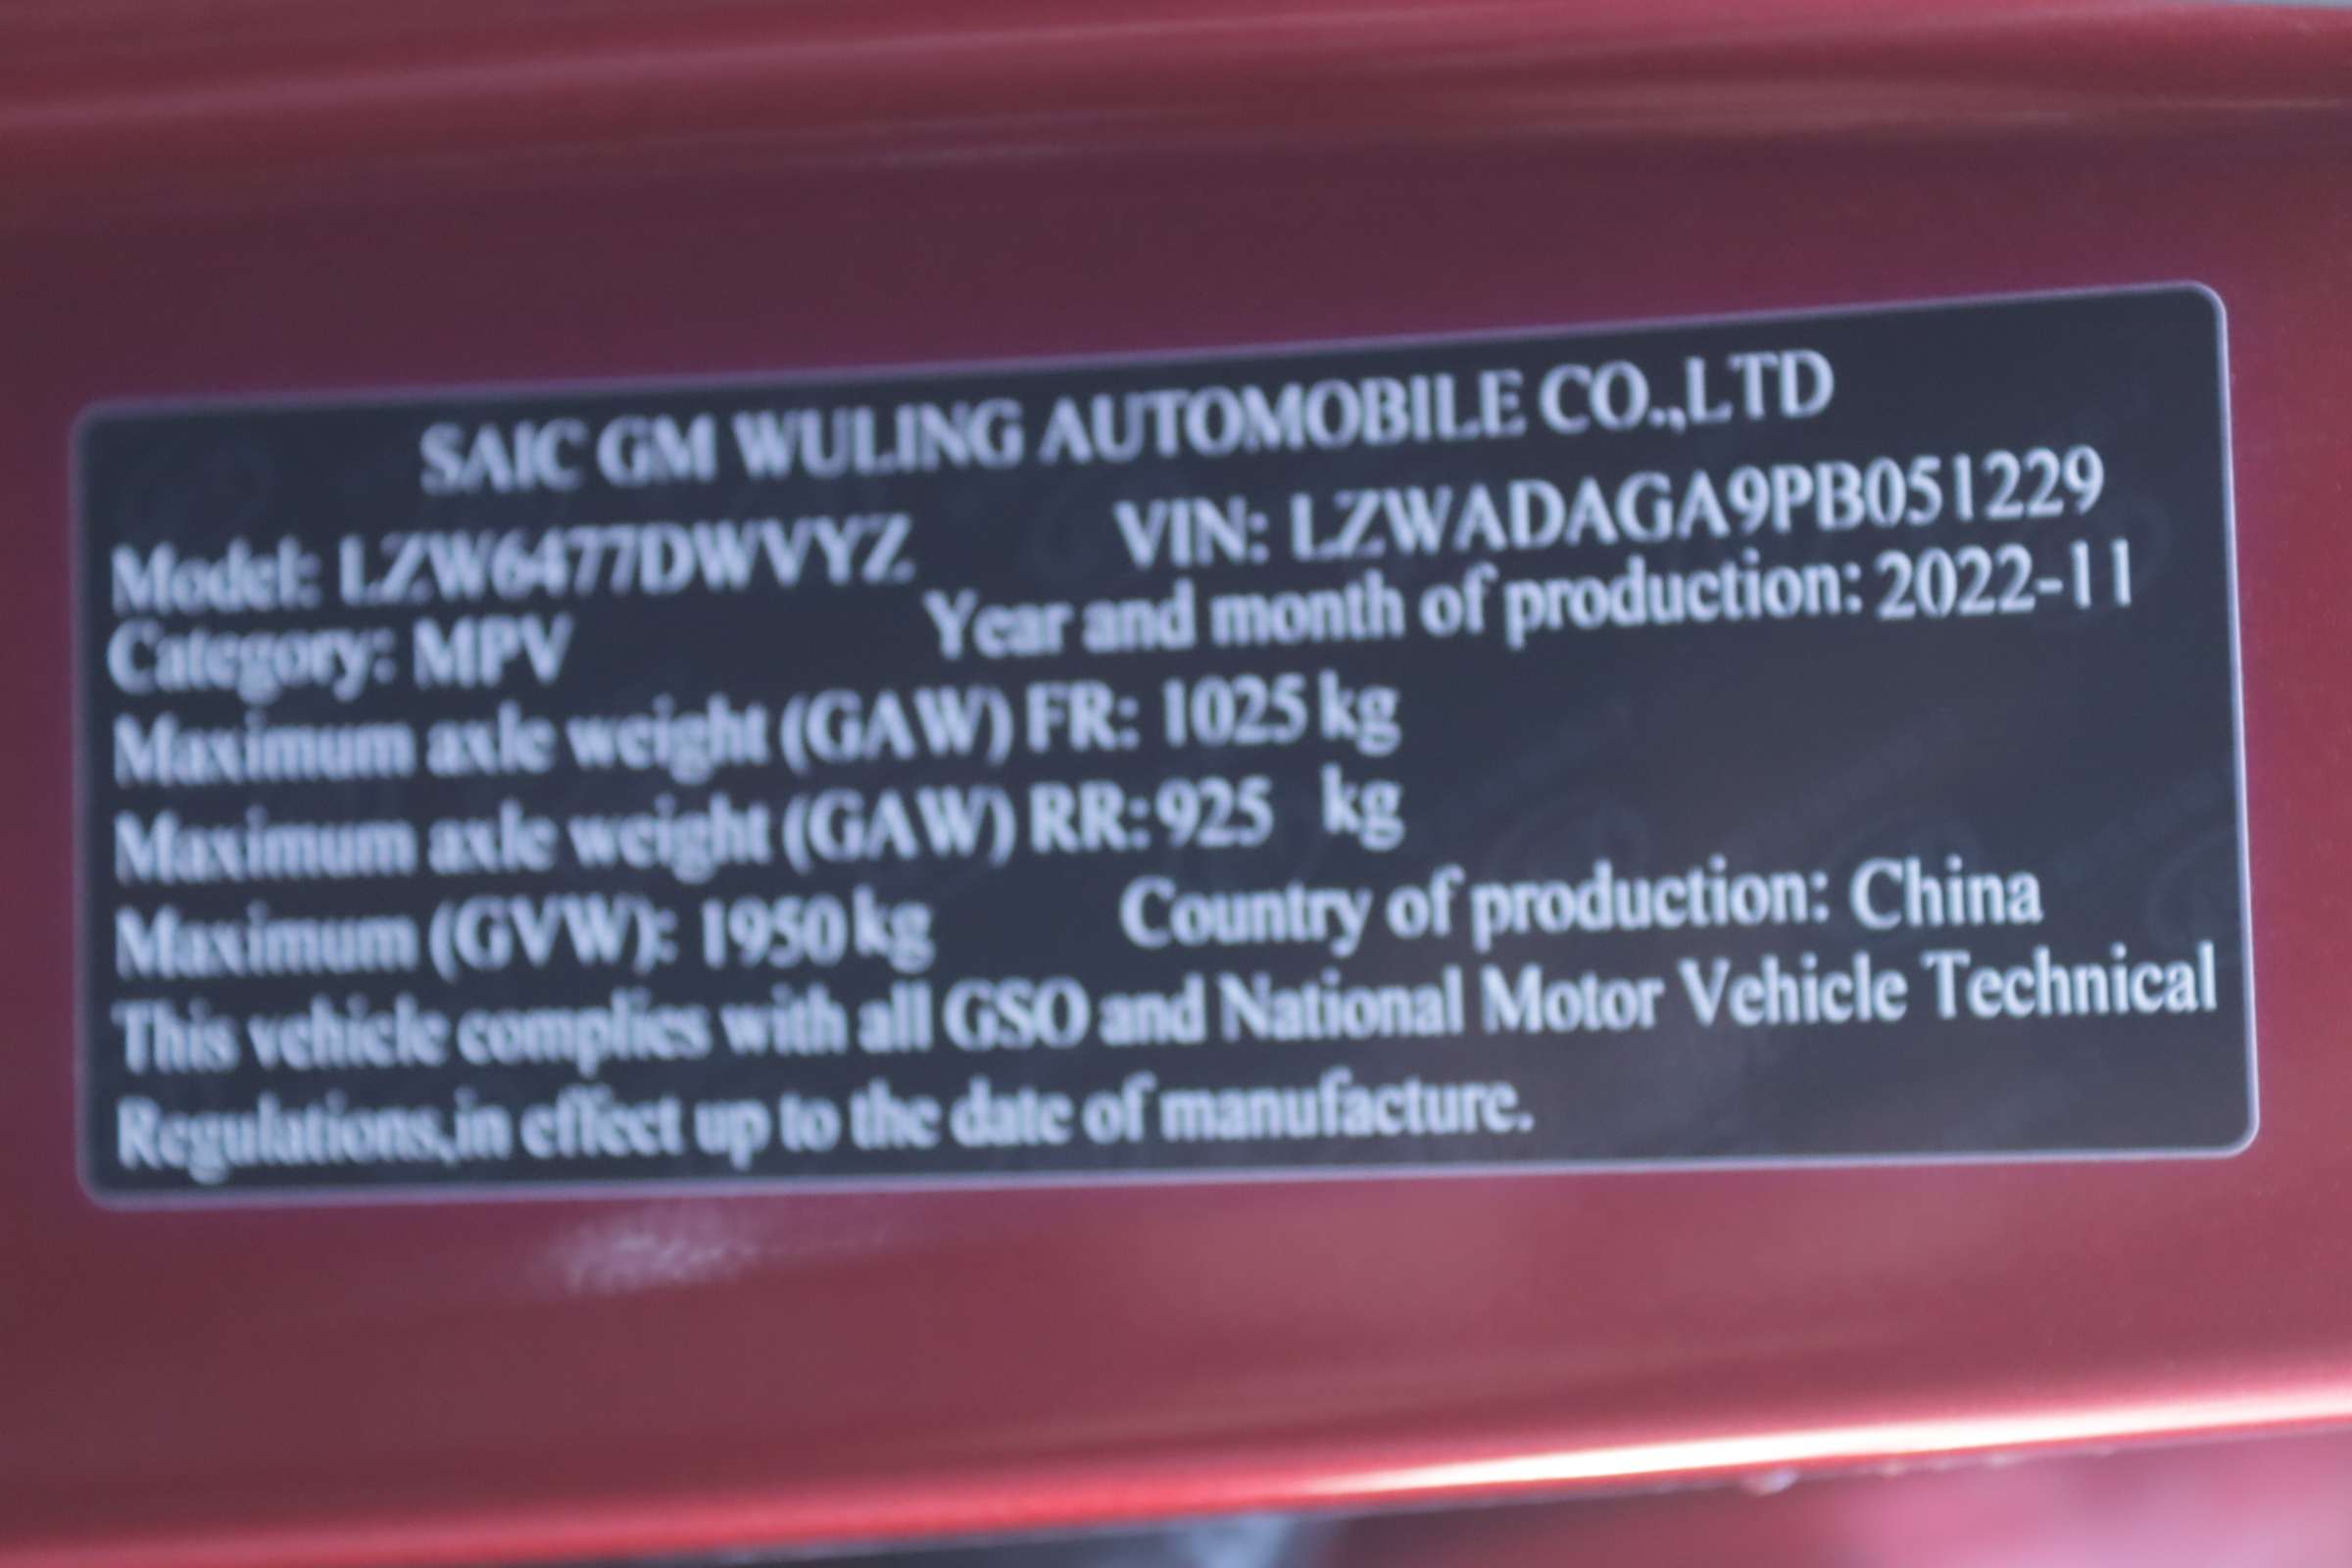 SAIC GM WULING AUTOMOBILE CO.,LTD
Model: LZW6477DWVYZ VIN: LZWADAGA9PB051229
Category: MPV Year and month of production: 2022-11
Maximum axle weight (GAW) FR: 1025 kg
Maximum axle weight (GAW) RR: 925 kg
Maximum (GVW): 1950 kg Country of production: China
This vehicle complies with all GSO and National Motor Vehicle Technical
Regulations,in effect up to the date of manufacture.